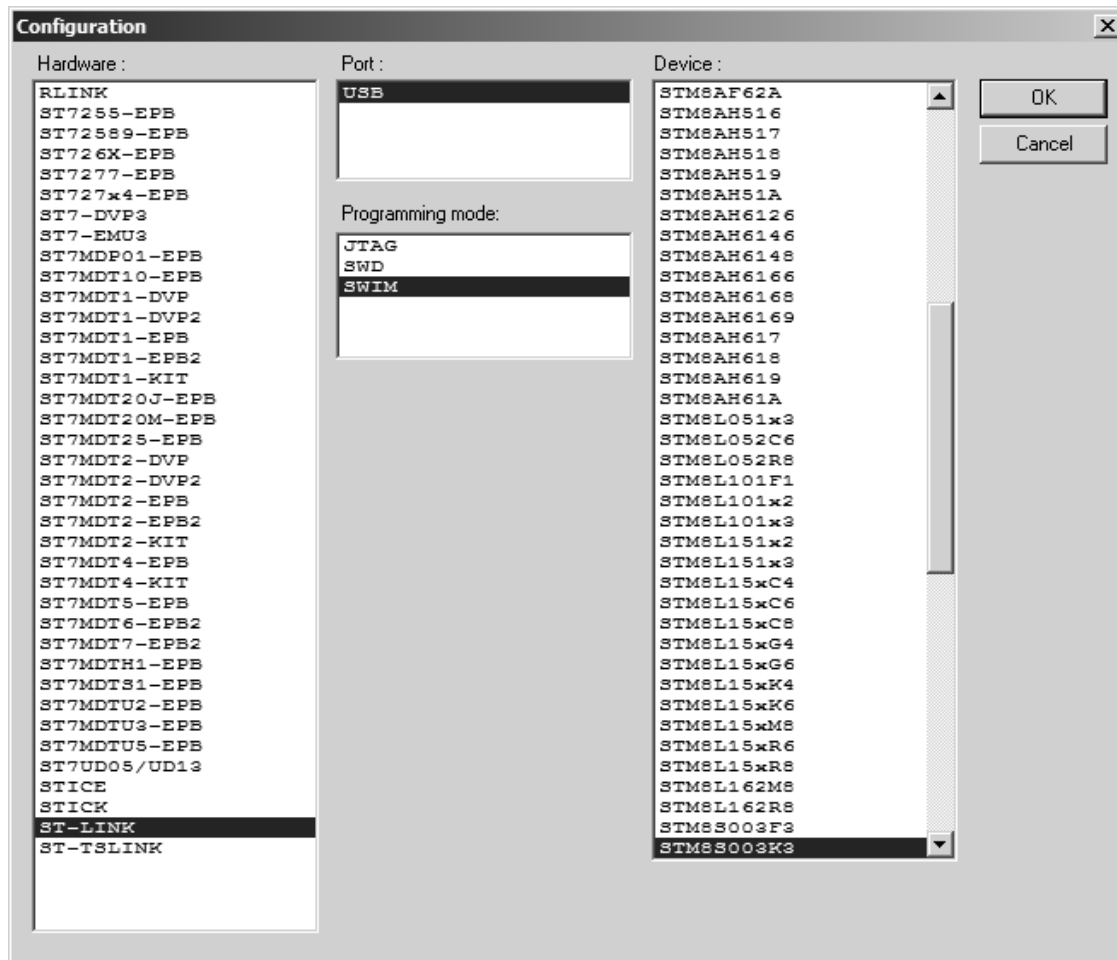 Configuration
Hardware :
RLINK
ST7255-EPB
ST72589-EPB
ST726X-EPB
ST7277-EPB
ST727x4-EPB
ST7-DVP3
ST7-EMU3
ST7MDP01-EPB
ST7MDT10-EPB
ST7MDT1-DVP
ST7MDT1-DVP2
ST7MDT1-EPB
ST7MDT1-EPB2
ST7MDT1-KIT
ST7MDT20J-EPB
ST7MDT20M-EPB
ST7MDT25-EPB
ST7MDT2-DVP
ST7MDT2-DVP2
ST7MDT2-EPB
ST7MDT2-EPB2
ST7MDT2-KIT
ST7MDT4-EPB
ST7MDT4-KIT
ST7MDT5-EPB
ST7MDT6-EPB2
ST7MDT7-EPB2
ST7MDTH1-EPB
ST7MDTS1-EPB
ST7MDTU2-EPB
ST7MDTU3-EPB
ST7MDTU5-EPB
ST7UD05/UD13
STICE
STICK
ST-LINK
ST-TSLINK
Port :
USB
Programming mode:
JTAG
SWD
SWIM
Device :
STM8AF62A
STM8AH516
STM8AH517
STM8AH518
STM8AH519
STM8AH51A
STM8AH6126
STM8AH6146
STM8AH6148
STM8AH6166
STM8AH6168
STM8AH6169
STM8AH617
STM8AH618
STM8AH619
STM8AH61A
STM8L051x3
STM8L052C6
STM8L052R8
STM8L101F1
STM8L101x2
STM8L101x3
STM8L151x2
STM8L151x3
STM8L15xC4
STM8L15xC6
STM8L15xC8
STM8L15xG4
STM8L15xG6
STM8L15xK4
STM8L15xK6
STM8L15xM8
STM8L15xR6
STM8L15xR8
STM8L162M8
STM8L162R8
STM8S003F3
STM8S003K3
OK
Cancel